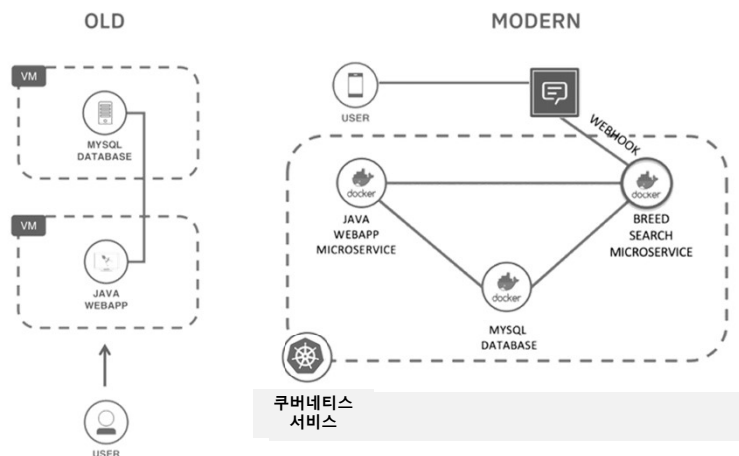 OLD
VM
MYSQL
DATABASE
VM
JAVA
WEBAPP
USER
MODERN
USER
WEBHOOK
docker
JAVA
WEBAPP
MICROSERVICE
docker
BREED
SEARCH
MICROSERVICE
docker
MYSQL
DATABASE
쿠버네티스
서비스